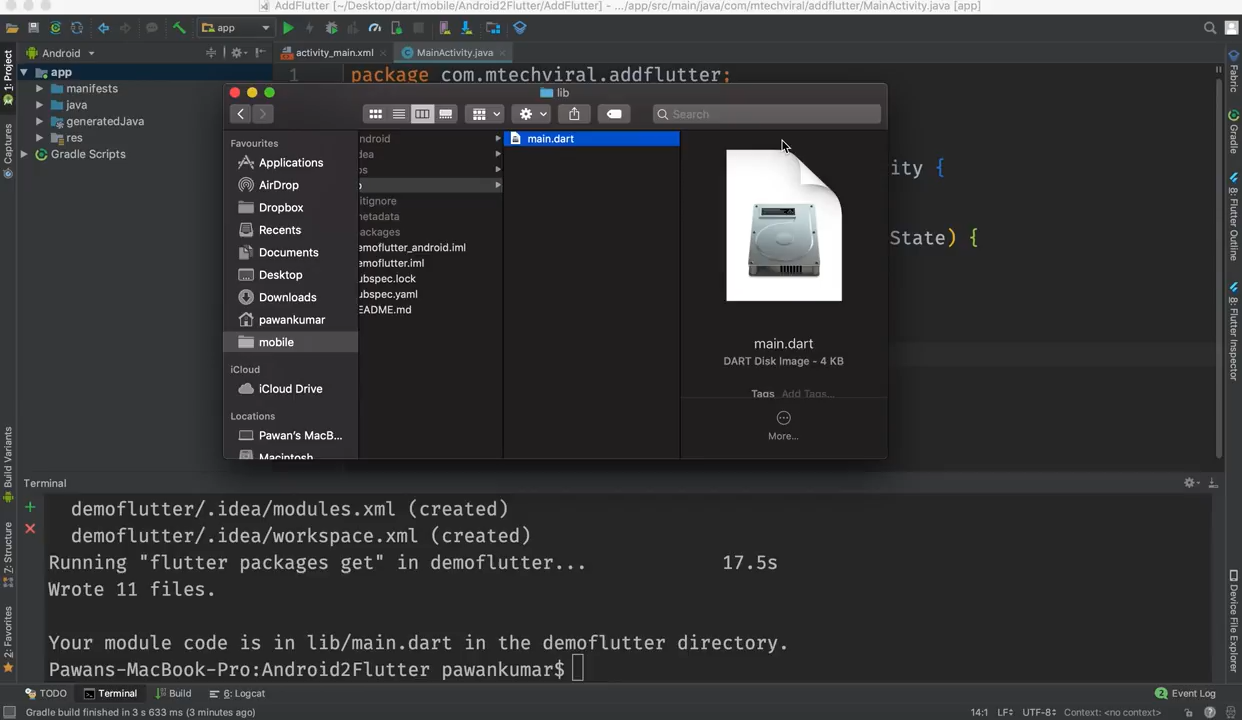 AddFlutter [~/Desktop/dart/mobile/Android2Flutter/AddFlutter] - .../app/src/main/java/com/mtechviral/addflutter/MainActivity.java [app]
app
Android
activity_main.xml
MainActivity.java
1: Project
Captures
Build Variants
7: Structure
2: Favorites
app
manifests
java
generatedJava
res
Gradle Scripts
1
package com.mtechviral.addflutter;
ity {
State) {
lib
Search
Favourites
Applications
AirDrop
Dropbox
Recents
Documents
Desktop
Downloads
pawankumar
mobile
iCloud
iCloud Drive
Locations
Pawan's MacB...
Macintosh
ndroid
dea
os
b
itignore
netadata
ackages
emoflutter_android.iml
emoflutter.iml
ubspec.lock
ubspec.yaml
EADME.md
main.dart
main.dart
DART Disk Image - 4 KB
Tags Add Tags...
More...
Fabric
Gradle
8: Flutter Outline
8: Flutter Inspector
Device File Explorer
Terminal
demoflutter/.idea/modules.xml (created)
demoflutter/.idea/workspace.xml (created)
Running "flutter packages get" in demoflutter... 17.5s
Wrote 11 files.
Your module code is in lib/main.dart in the demoflutter directory.
Pawans-MacBook-Pro:Android2Flutter pawankumar$
TODO
Terminal
Build
6: Logcat
2 Event Log
Gradle build finished in 3 s 633 ms (3 minutes ago)
14:1 LF UTF-8 Context: <no context>